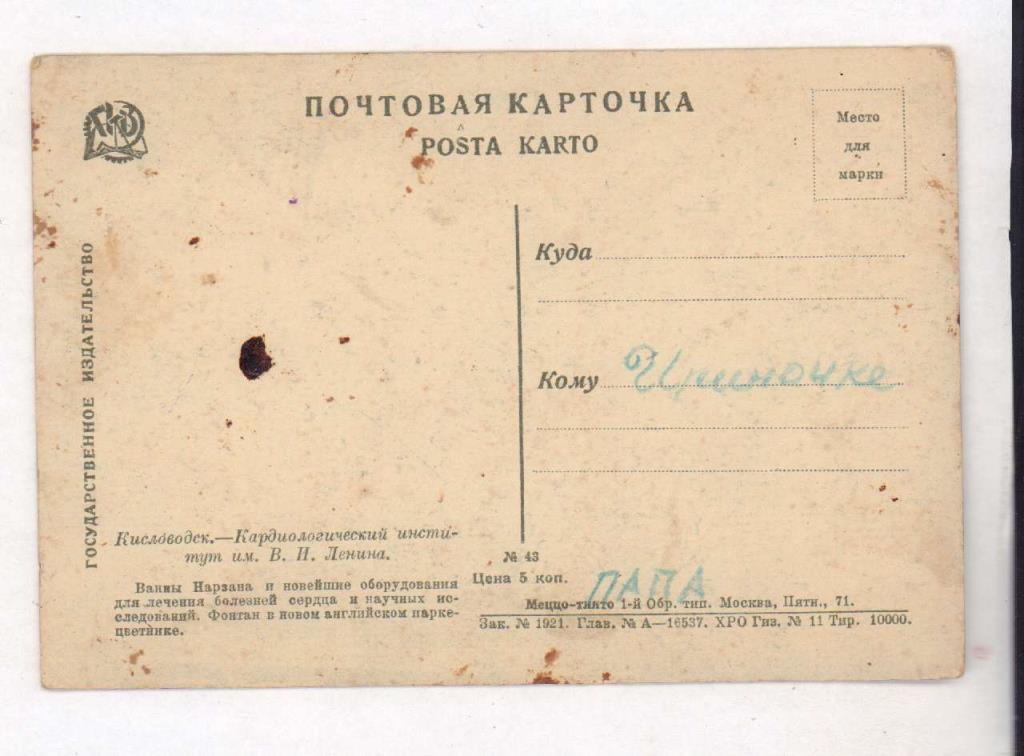 ПОЧТОВАЯ КАРТОЧКА
POŜTA KARTO
Место
для
марки
ГОСУДАРСТВЕННОЕ ИЗДАТЕЛЬСТВО
Куда
Кому Ириночке
Кисловодск.—Кардиологический инсти-
тут им. В. И. Ленина.
Ванны Нарзана и новейшие оборудования
для лечения болезней сердца и научных ис-
следований. Фонтан в новом английском парке-
цветнике.
№ 43
Цена 5 коп.
ПАПА
Меццо-тинто 1-й Обр. тип. Москва, Пятн., 71.
Зак. № 1921. Глав. № А—16537. ХРО Гиз. № 11 Тир. 10000.